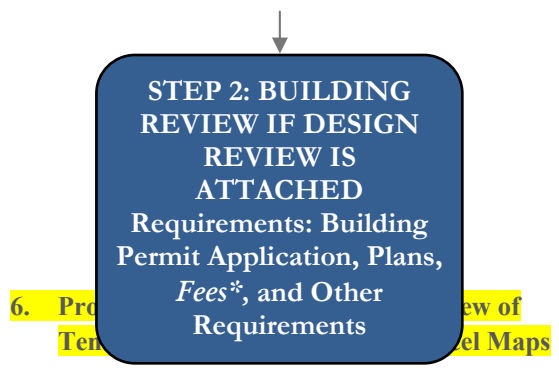 STEP 2: BUILDING
REVIEW IF DESIGN
REVIEW IS
ATTACHED
Requirements: Building
Permit Application, Plans,
Fees*, and Other
Requirements
6. Pro ew of
Ten el Maps